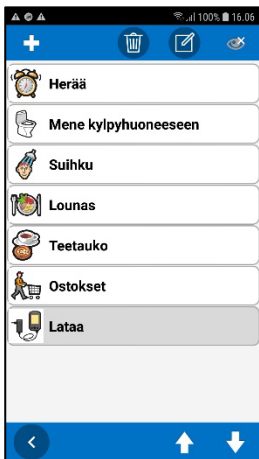 100% 16.06
Herää
Mene kylpyhuoneeseen
Suihku
Lounas
Teetauko
Ostokset
Lataa